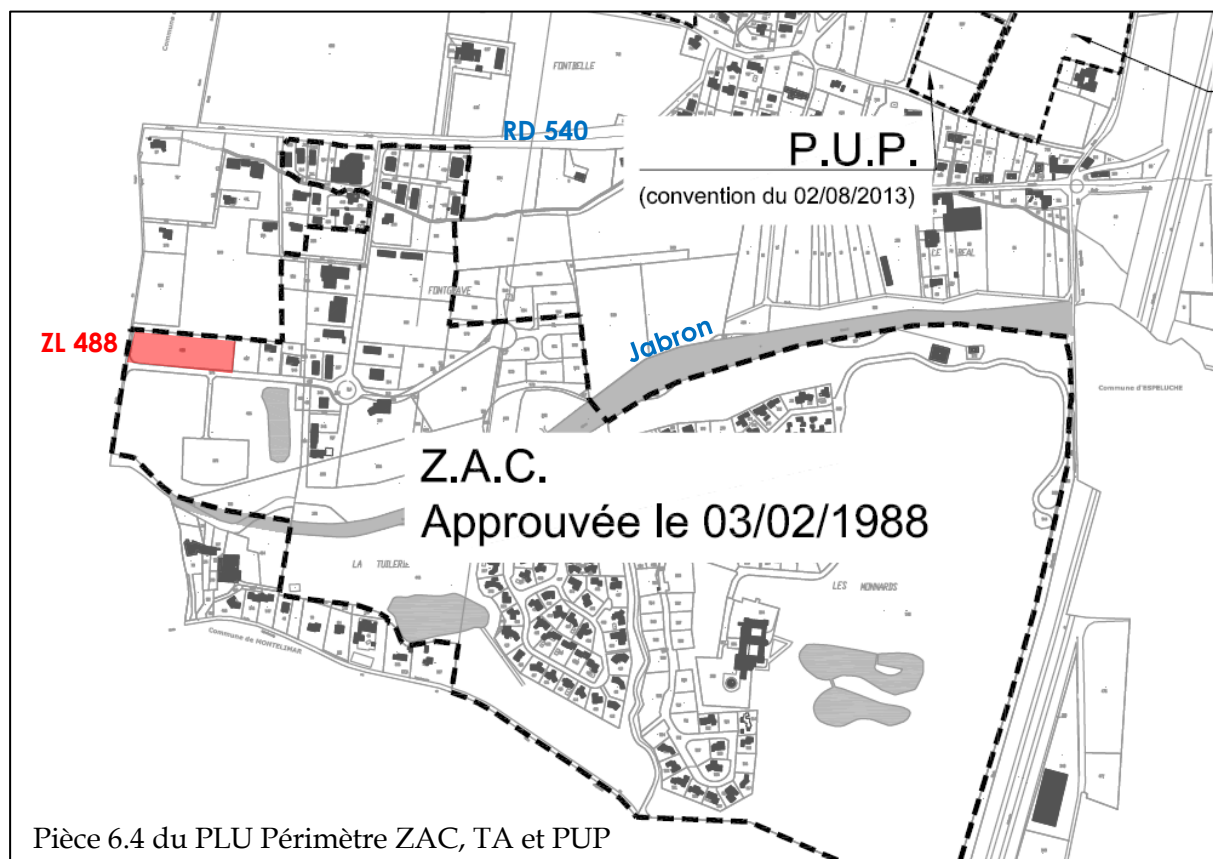 Commune de
FONTBELLE
RD 540
P.U.P.
(convention du 02/08/2013)
LE BEAL
FONTGRAVE
ZL 488
Jabron
Commune d'ESPELUCHE
Z.A.C.
Approuvée le 03/02/1988
LA TUILERIE
LES MONNARDS
Commune de MONTELIMAR
Pièce 6.4 du PLU Périmètre ZAC, TA et PUP